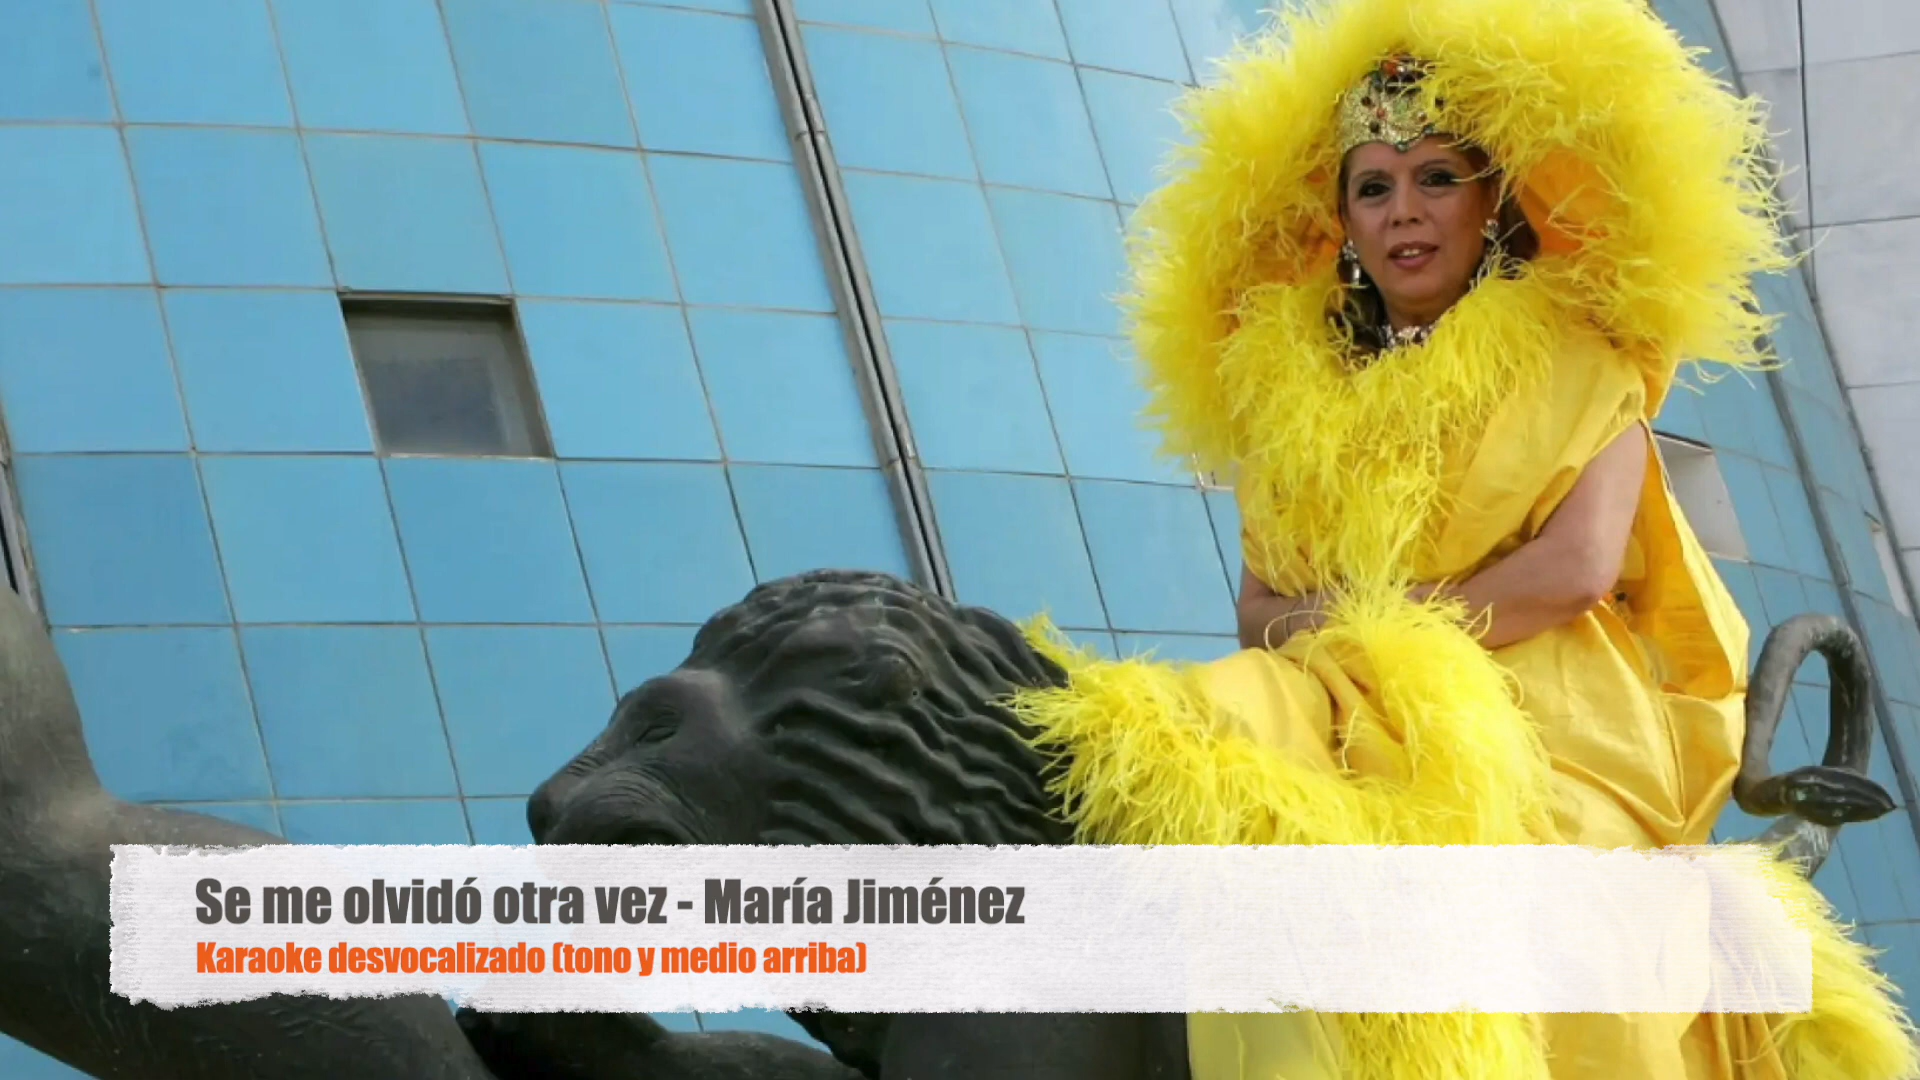 Se me olvidó otra vez - María Jiménez
Karaoke desvocalizado (tono y medio arriba)